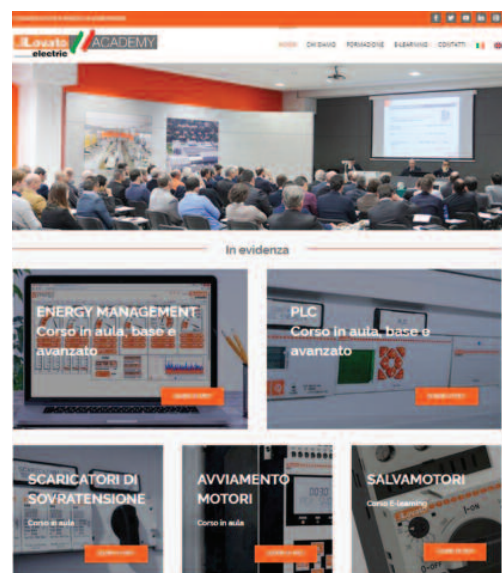 Lovato ACADEMY
electric
HOME CHI SIAMO FORMAZIONE E-LEARNING CONTATTI
In evidenza
ENERGY MANAGEMENT
Corso in aula, base e
avanzato
PLC
Corso in aula, base e
avanzato
SCARICATORI DI
SOVRATENSIONE
Corso in aula
AVVIAMENTO
MOTORI
Corso in aula
SALVAMOTORI
Corso E-learning